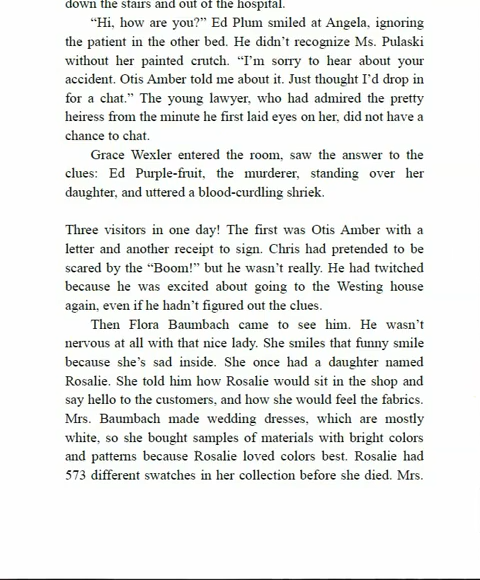 down the stairs and out of the hospital.
“Hi, how are you?” Ed Plum smiled at Angela, ignoring
the patient in the other bed. He didn’t recognize Ms. Pulaski
without her painted crutch. “I’m sorry to hear about your
accident. Otis Amber told me about it. Just thought I’d drop in
for a chat.” The young lawyer, who had admired the pretty
heiress from the minute he first laid eyes on her, did not have a
chance to chat.
Grace Wexler entered the room, saw the answer to the
clues: Ed Purple-fruit, the murderer, standing over her
daughter, and uttered a blood-curdling shriek.
Three visitors in one day! The first was Otis Amber with a
letter and another receipt to sign. Chris had pretended to be
scared by the “Boom!” but he wasn’t really. He had twitched
because he was excited about going to the Westing house
again, even if he hadn’t figured out the clues.
Then Flora Baumbach came to see him. He wasn’t
nervous at all with that nice lady. She smiles that funny smile
because she’s sad inside. She once had a daughter named
Rosalie. She told him how Rosalie would sit in the shop and
say hello to the customers, and how she would feel the fabrics.
Mrs. Baumbach made wedding dresses, which are mostly
white, so she bought samples of materials with bright colors
and patterns because Rosalie loved colors best. Rosalie had
573 different swatches in her collection before she died. Mrs.